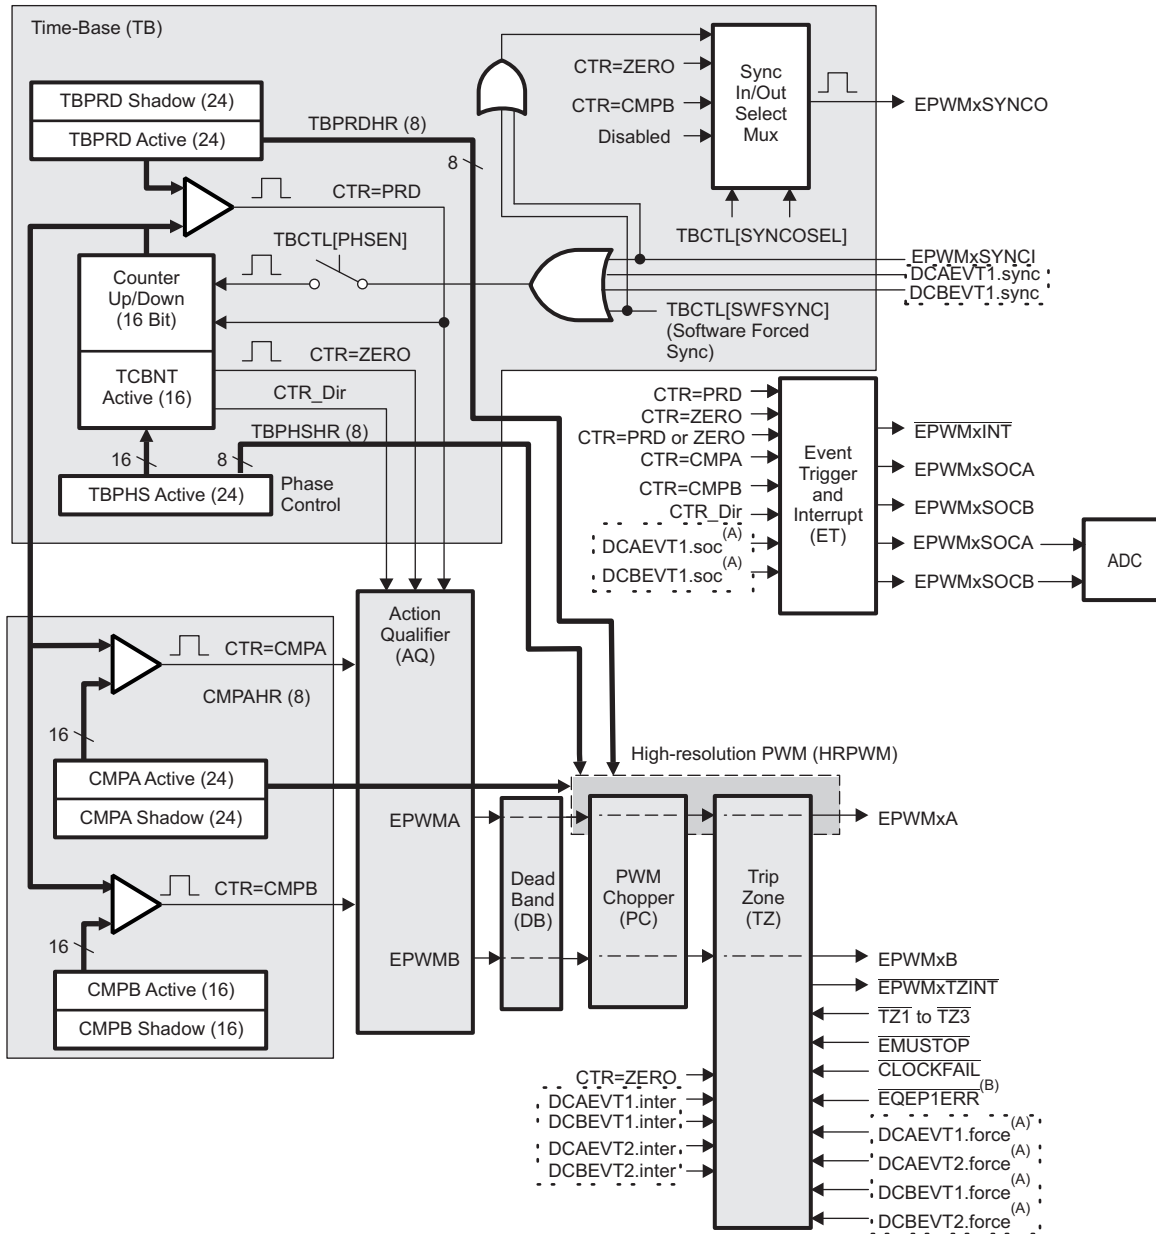 Time-Base (TB)
TBPRD Shadow (24)
TBPRD Active (24)
TBPRDHR (8)
8
CTR=PRD
TBCTL[PHSEN]
Counter
Up/Down
(16 Bit)
TCBNT
Active (16)
CTR=ZERO
CTR_Dir
TBPHSHR (8)
16
8
TBPHS Active (24)
Phase
Control
CTR=ZERO
CTR=CMPB
Disabled
Sync
In/Out
Select
Mux
EPWMxSYNCO
TBCTL[SYNCOSEL]
EPWMxSYNCI
DCAEVT1.sync
DCBEVT1.sync
TBCTL[SWFSYNC]
(Software Forced
Sync)
CTR=PRD
CTR=ZERO
CTR=PRD or ZERO
CTR=CMPA
CTR=CMPB
CTR_Dir
DCAEVT1.soc(A)
DCBEVT1.soc(A)
Event
Trigger
and
Interrupt
(ET)
EPWMxINT
EPWMxSOCA
EPWMxSOCB
EPWMxSOCA
EPWMxSOCB
ADC
Action
Qualifier
(AQ)
CTR=CMPA
CMPAHR (8)
16
CMPA Active (24)
CMPA Shadow (24)
CTR=CMPB
16
CMPB Active (16)
CMPB Shadow (16)
EPWMA
EPWMB
High-resolution PWM (HRPWM)
Dead
Band
(DB)
PWM
Chopper
(PC)
Trip
Zone
(TZ)
EPWMxA
EPWMxB
EPWMxTZINT
TZ1 to TZ3
EMUSTOP
CLOCKFAIL
EQEP1ERR(B)
DCAEVT1.force(A)
DCAEVT2.force(A)
DCBEVT1.force(A)
DCBEVT2.force(A)
CTR=ZERO
DCAEVT1.inter
DCBEVT1.inter
DCAEVT2.inter
DCBEVT2.inter